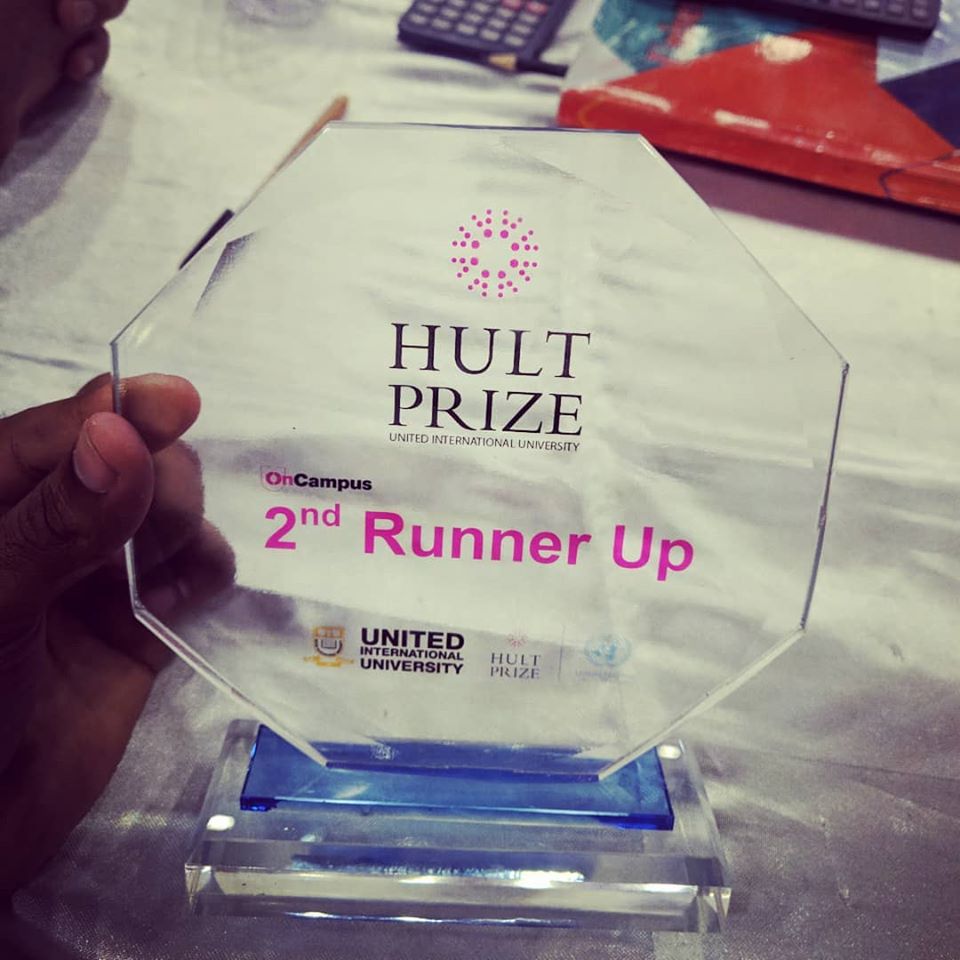 HULT
PRIZE
UNITED INTERNATIONAL UNIVERSITY
OnCampus
2nd Runner Up
UNITED
INTERNATIONAL
UNIVERSITY
HULT
PRIZE